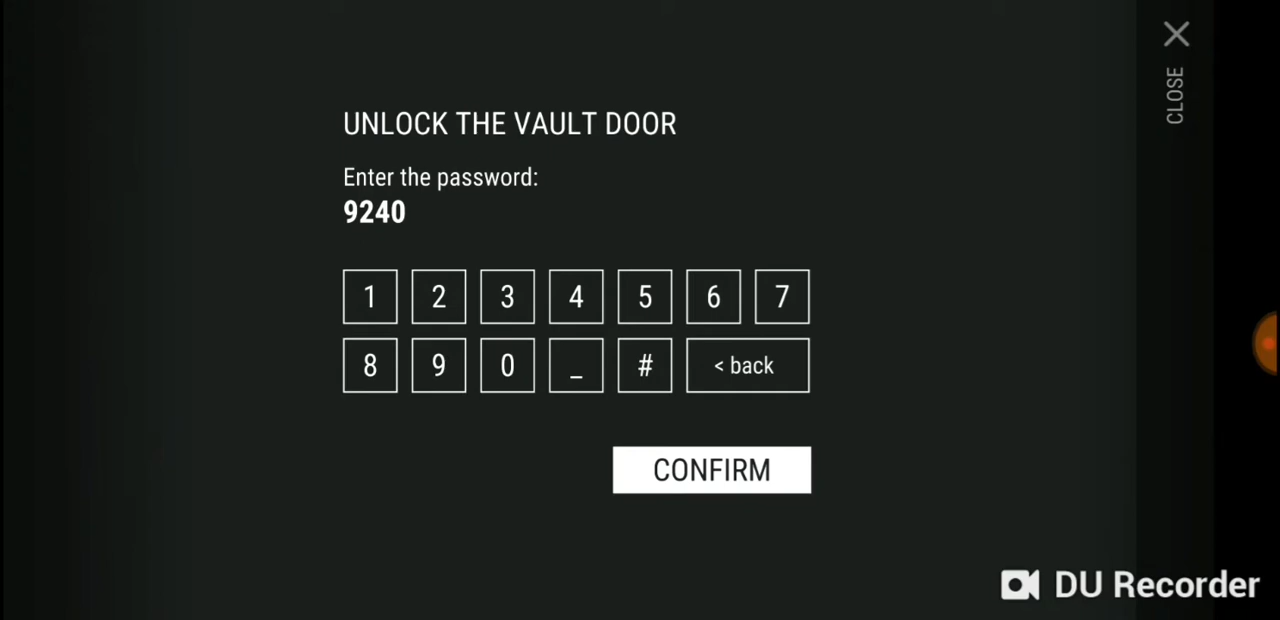 CLOSE
UNLOCK THE VAULT DOOR
Enter the password:
9240
1 2 3 4 5 6 7
8 9 0 _ # < back
CONFIRM
DU Recorder